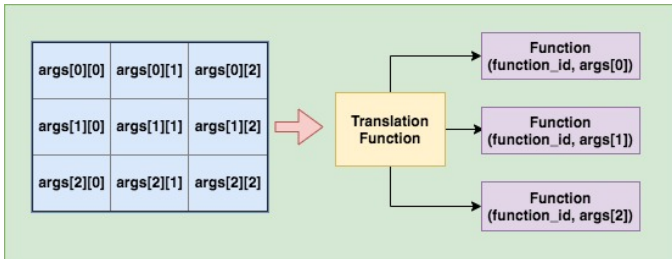 args[0][0] args[0][1] args[0][2]
args[1][0] args[1][1] args[1][2]
args[2][0] args[2][1] args[2][2]
Translation
Function
Function
(function_id, args[0])
Function
(function_id, args[1])
Function
(function_id, args[2])